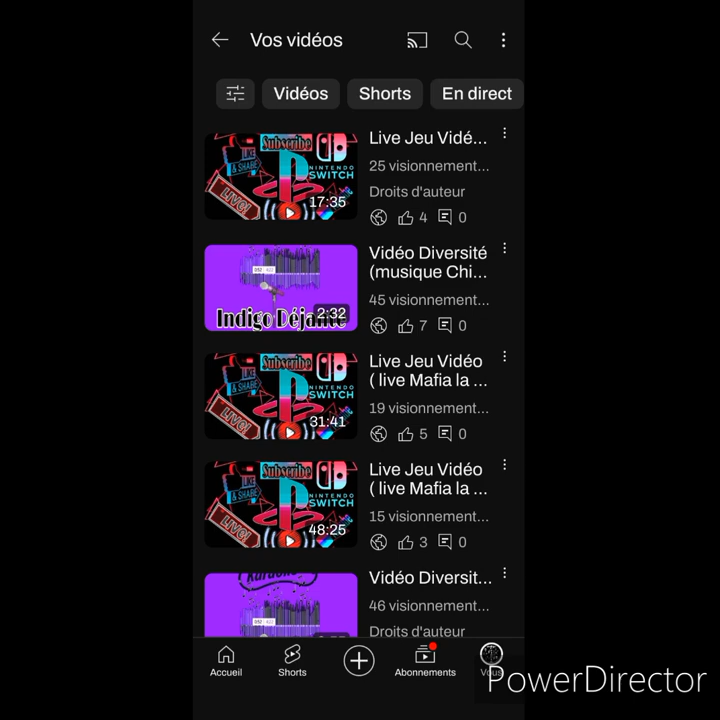 Vos vidéos
Vidéos
Shorts
En direct
Subscribe
LIKE & SHARE
NINTENDO SWITCH
LIVE!
17:35
Live Jeu Vidé...
25 visionnement...
Droits d'auteur
4
0
Indigo Déjanté
2:32
Vidéo Diversité
(musique Chi...
45 visionnement...
7
0
Subscribe
LIKE & SHARE
NINTENDO SWITCH
LIVE!
31:41
Live Jeu Vidéo
( live Mafia la ...
19 visionnement...
5
0
Subscribe
LIKE & SHARE
NINTENDO SWITCH
LIVE!
48:25
Live Jeu Vidéo
( live Mafia la ...
15 visionnement...
3
0
Karaoké
Vidéo Diversit...
46 visionnement...
Droits d'auteur
Accueil
Shorts
Abonnements
Vous
PowerDirector